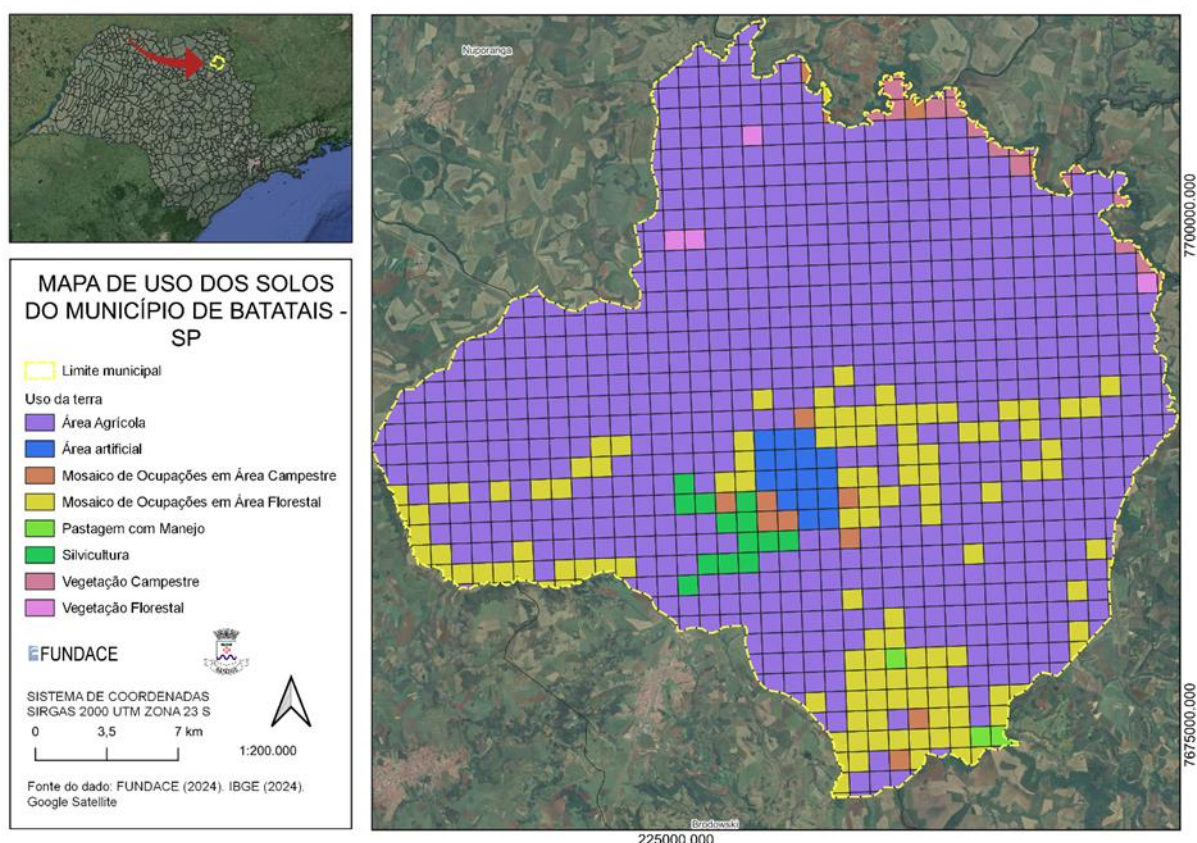 MAPA DE USO DOS SOLOS
DO MUNICÍPIO DE BATATAIS -
SP
Limite municipal
Uso da terra
Área Agrícola
Área artificial
Mosaico de Ocupações em Área Campestre
Mosaico de Ocupações em Área Florestal
Pastagem com Manejo
Silvicultura
Vegetação Campestre
Vegetação Florestal
FUNDACE
SISTEMA DE COORDENADAS
SIRGAS 2000 UTM ZONA 23 S
0 3,5 7 km
1:200.000
Fonte do dado: FUNDACE (2024). IBGE (2024).
Google Satellite
Nuporanga
Brodowski
7700000.000
7675000.000
225000.000